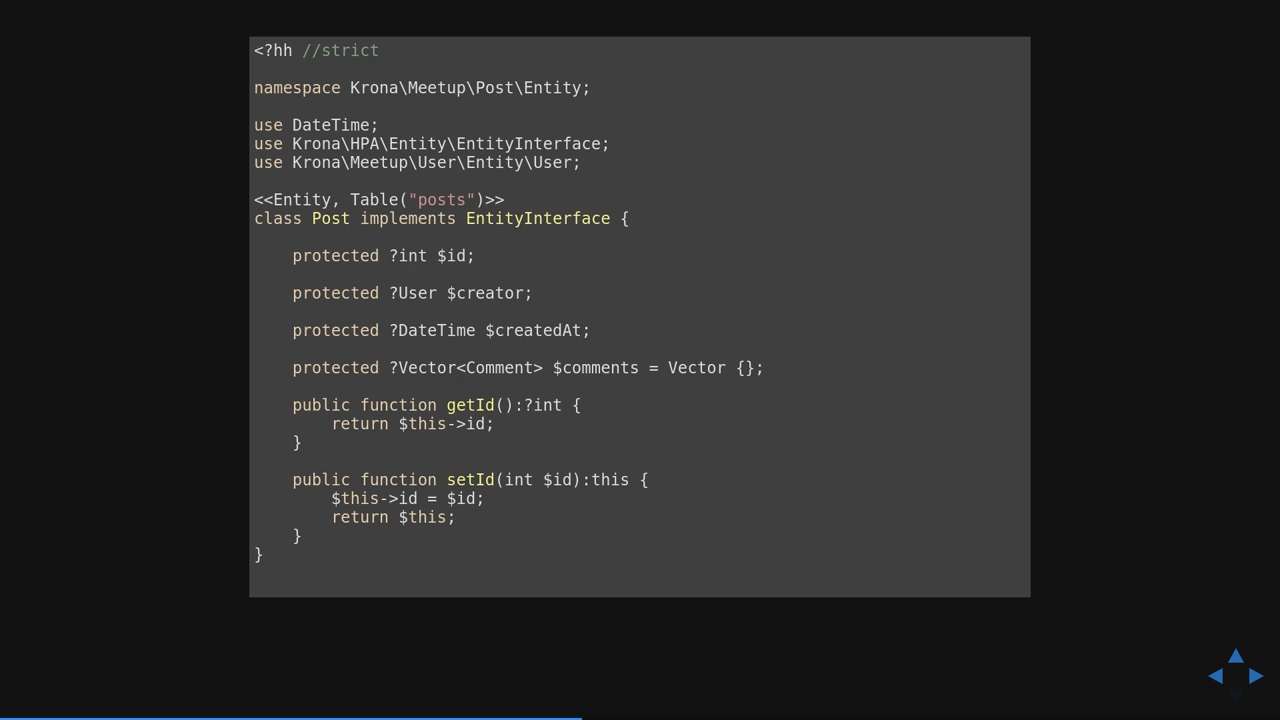 <?hh //strict
namespace Krona\Meetup\Post\Entity;
use DateTime;
use Krona\HPA\Entity\EntityInterface;
use Krona\Meetup\User\Entity\User;
<<Entity, Table("posts")>>
class Post implements EntityInterface {
    protected ?int $id;
    protected ?User $creator;
    protected ?DateTime $createdAt;
    protected ?Vector<Comment> $comments = Vector {};
    public function getId():?int {
        return $this->id;
    }
    public function setId(int $id):this {
        $this->id = $id;
        return $this;
    }
}